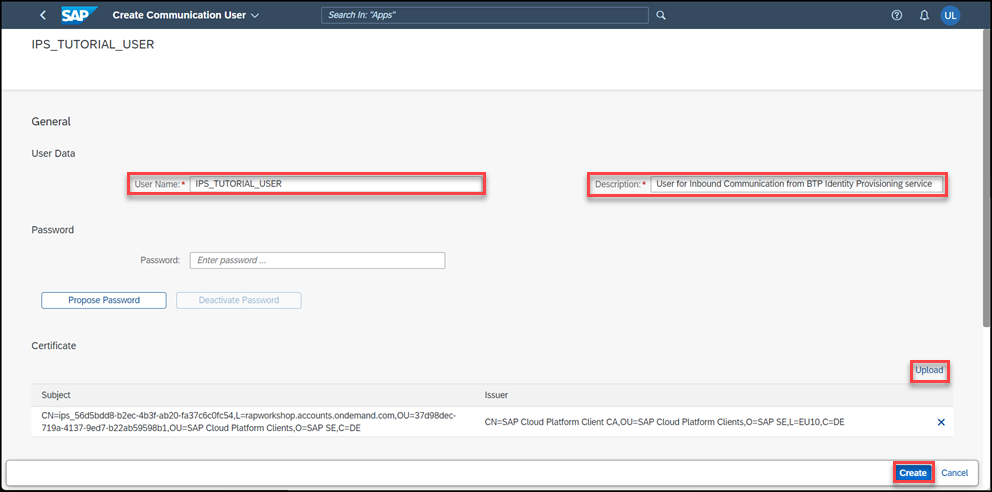 SAP Create Communication User Search In: "Apps" UL
IPS_TUTORIAL_USER
General
User Data
User Name:* IPS_TUTORIAL_USER Description:* User for Inbound Communication from BTP Identity Provisioning service
Password
Password: Enter password ...
Propose Password Deactivate Password
Certificate
Upload
Subject Issuer
CN=ips_56d5bdd8-b2ec-4b3f-ab20-fa37c6c0fc54,L=rapworkshop.accounts.ondemand.com,OU=37d98dec-
719a-4137-9ed7-b22ab59598b1,OU=SAP Cloud Platform Clients,O=SAP SE,C=DE
CN=SAP Cloud Platform Client CA,OU=SAP Cloud Platform Clients,O=SAP SE,L=EU10,C=DE
Create Cancel